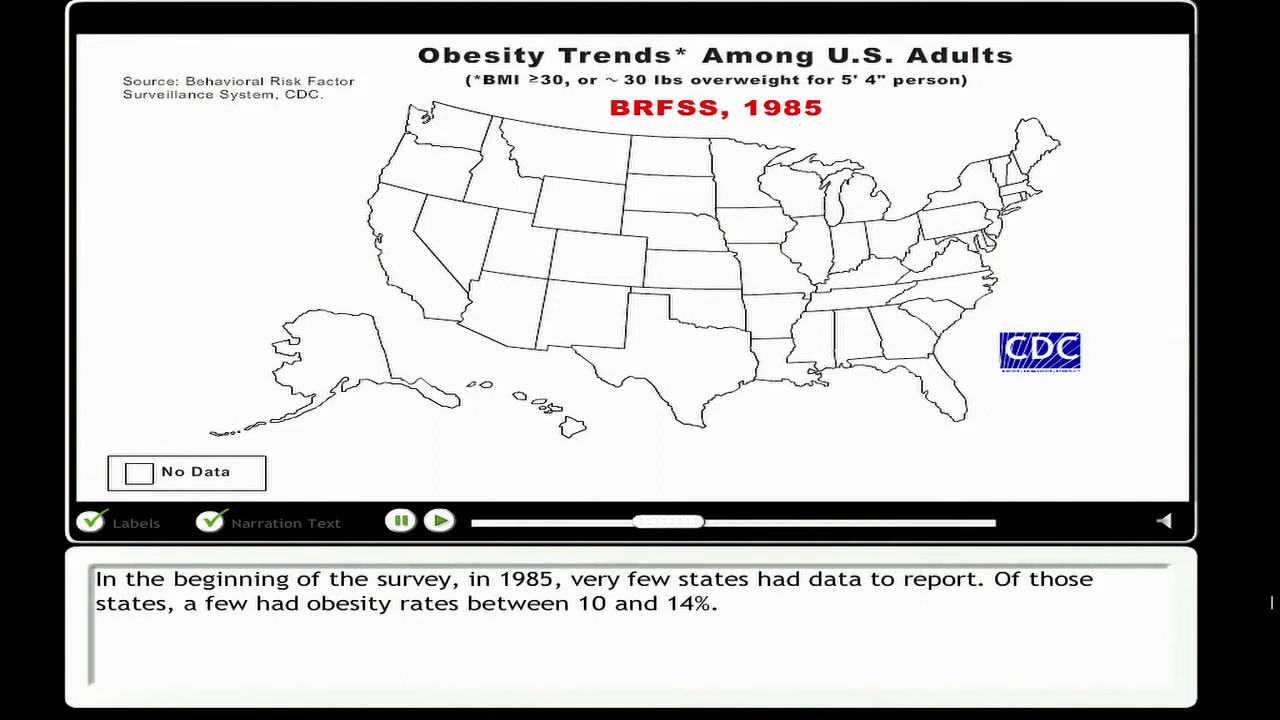 Obesity Trends* Among U.S. Adults
Source: Behavioral Risk Factor
Surveillance System, CDC.
(*BMI ≥30, or ~ 30 lbs overweight for 5' 4" person)
BRFSS, 1985
CDC
No Data
Labels
Narration Text
In the beginning of the survey, in 1985, very few states had data to report. Of those
states, a few had obesity rates between 10 and 14%.